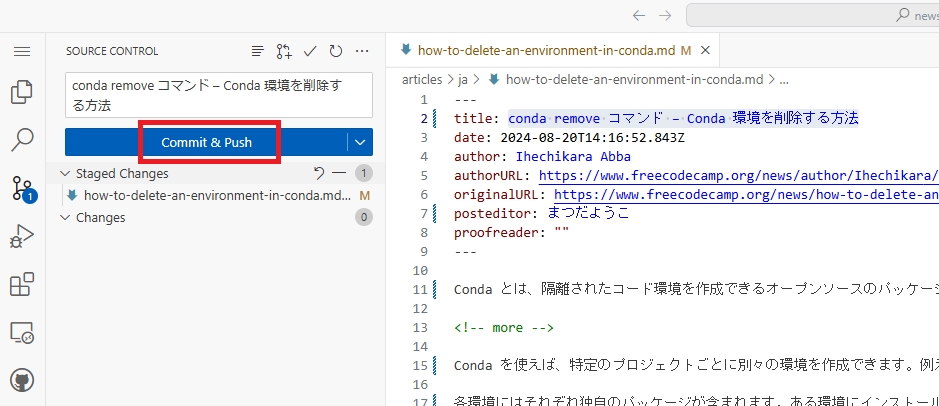 news
SOURCE CONTROL
conda remove コマンド – Conda 環境を削除す
る方法
Commit & Push
Staged Changes 1
how-to-delete-an-environment-in-conda.md... M
Changes 0
1
how-to-delete-an-environment-in-conda.md M
articles > ja > how-to-delete-an-environment-in-conda.md > ...
1 ---
2 title: conda remove コマンド – Conda 環境を削除する方法
3 date: 2024-08-20T14:16:52.843Z
4 author: Ihechikara Abba
5 authorURL: https://www.freecodecamp.org/news/author/Ihechikara/
6 originalURL: https://www.freecodecamp.org/news/how-to-delete-an
7 posteditor: まつだようこ
8 proofreader: ""
9 ---
10
11 Conda とは、隔離されたコード環境を作成できるオープンソースのパッケージ
12
13 <!-- more -->
14
15 Conda を使えば、特定のプロジェクトごとに別々の環境を作成できます。例え
16
17 各環境にはそれぞれ独自のパッケージが含まれます。ある環境にインストール